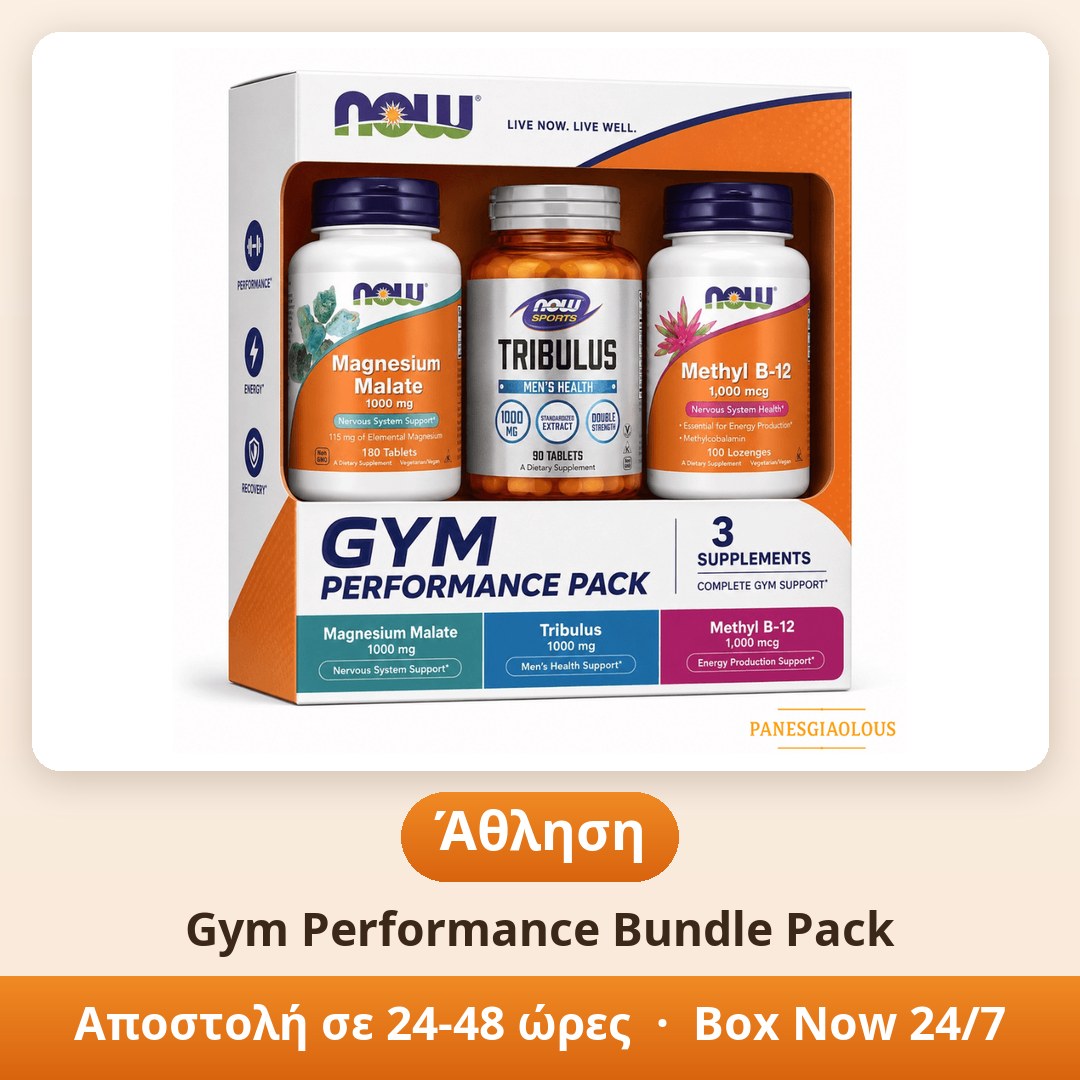 NOW®
LIVE NOW. LIVE WELL.
PERFORMANCE*
ENERGY*
RECOVERY*
NOW®
Magnesium
Malate
1000 mg
Nervous System Support*
115 mg of Elemental Magnesium
180 Tablets
A Dietary Supplement Vegetarian/Vegan
NOW
SPORTS
TRIBULUS
MEN'S HEALTH
1000
MG
STANDARDIZED
EXTRACT
DOUBLE
STRENGTH
90 TABLETS
A Dietary Supplement
NOW®
Methyl B-12
1,000 mcg
Nervous System Health*
• Essential for Energy Production*
• Methylcobalamin
100 Lozenges
A Dietary Supplement Vegetarian/Vegan
GYM
PERFORMANCE PACK
3
SUPPLEMENTS
COMPLETE GYM SUPPORT*
Magnesium Malate
1000 mg
Nervous System Support*
Tribulus
1000 mg
Men's Health Support*
Methyl B-12
1,000 mcg
Energy Production Support*
PANESGIAOLOUS
Άθληση
Gym Performance Bundle Pack
Αποστολή σε 24-48 ώρες · Box Now 24/7